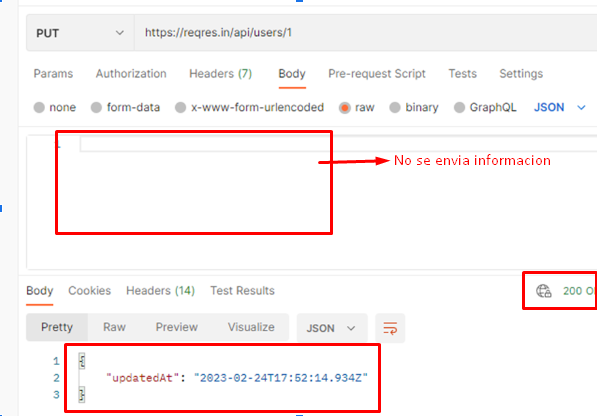 PUT https://reqres.in/api/users/1
Params Authorization Headers (7) Body Pre-request Script Tests Settings
none form-data x-www-form-urlencoded raw binary GraphQL JSON
1
No se envia informacion
Body Cookies Headers (14) Test Results 200
Pretty Raw Preview Visualize JSON
1 {
2 "updatedAt": "2023-02-24T17:52:14.934Z"
3 }